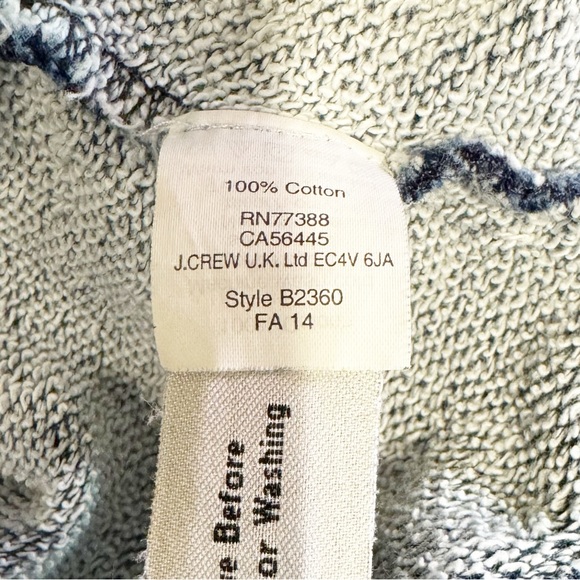 100% Cotton
RN77388
CA56445
J.CREW U.K. Ltd EC4V 6JA
Style B2360
FA 14
Before
or Washing